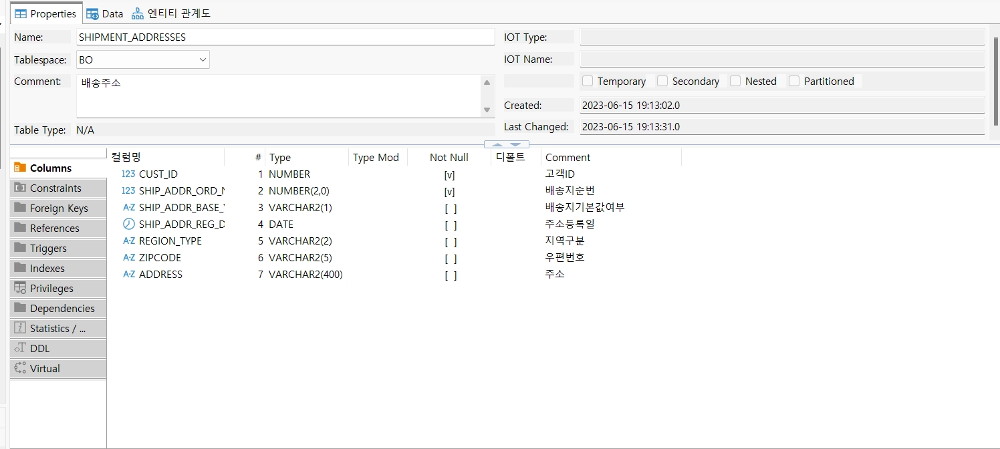 Properties Data 엔티티 관계도
Name: SHIPMENT_ADDRESSES IOT Type:
Tablespace: BO IOT Name:
Comment: 배송주소 Temporary Secondary Nested Partitioned
Created: 2023-06-15 19:13:02.0
Table Type: N/A Last Changed: 2023-06-15 19:13:31.0
컬럼명 # Type Type Mod Not Null 디폴트 Comment
123 CUST_ID 1 NUMBER [v] 고객ID
123 SHIP_ADDR_ORD_N 2 NUMBER(2,0) [v] 배송지순번
A-Z SHIP_ADDR_BASE_Y 3 VARCHAR2(1) [ ] 배송지기본값여부
SHIP_ADDR_REG_D 4 DATE [ ] 주소등록일
A-Z REGION_TYPE 5 VARCHAR2(2) [ ] 지역구분
A-Z ZIPCODE 6 VARCHAR2(5) [ ] 우편번호
A-Z ADDRESS 7 VARCHAR2(400) [ ] 주소
Columns
Constraints
Foreign Keys
References
Triggers
Indexes
Privileges
Dependencies
Statistics / ...
DDL
Virtual